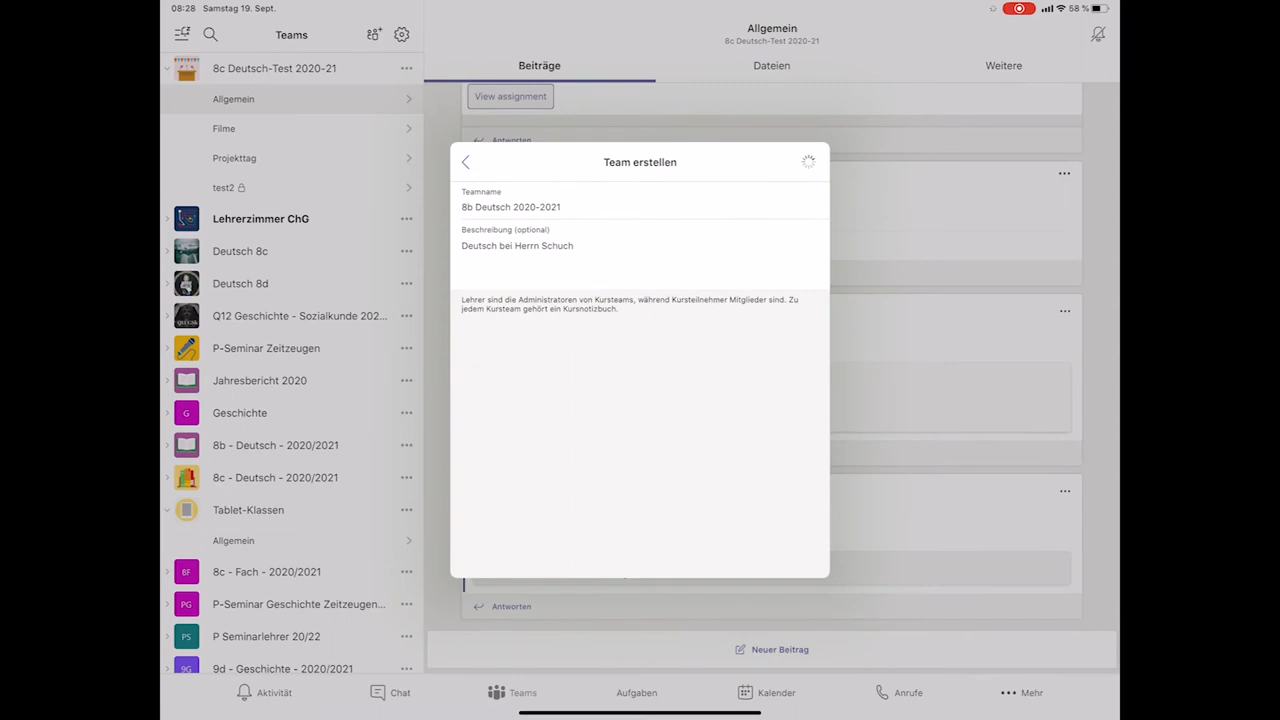 08:28 Samstag 19. Sept.
58 %
Teams
8c Deutsch-Test 2020-21
Allgemein
Filme
Projekttag
test2
Lehrerzimmer ChG
Deutsch 8c
Deutsch 8d
Q12 Geschichte - Sozialkunde 202...
P-Seminar Zeitzeugen
Jahresbericht 2020
G
Geschichte
8b - Deutsch - 2020/2021
8c - Deutsch - 2020/2021
Tablet-Klassen
Allgemein
BF
8c - Fach - 2020/2021
PG
P-Seminar Geschichte Zeitzeugen...
PS
P Seminarlehrer 20/22
9G
9d - Geschichte - 2020/2021
Allgemein
8c Deutsch-Test 2020-21
Beiträge
Dateien
Weitere
View assignment
Antworten
Team erstellen
Teamname
8b Deutsch 2020-2021
Beschreibung (optional)
Deutsch bei Herrn Schuch
Lehrer sind die Administratoren von Kursteams, während Kursteilnehmer Mitglieder sind. Zu
jedem Kursteam gehört ein Kursnotizbuch.
Antworten
Neuer Beitrag
Aktivität
Chat
Teams
Aufgaben
Kalender
Anrufe
Mehr